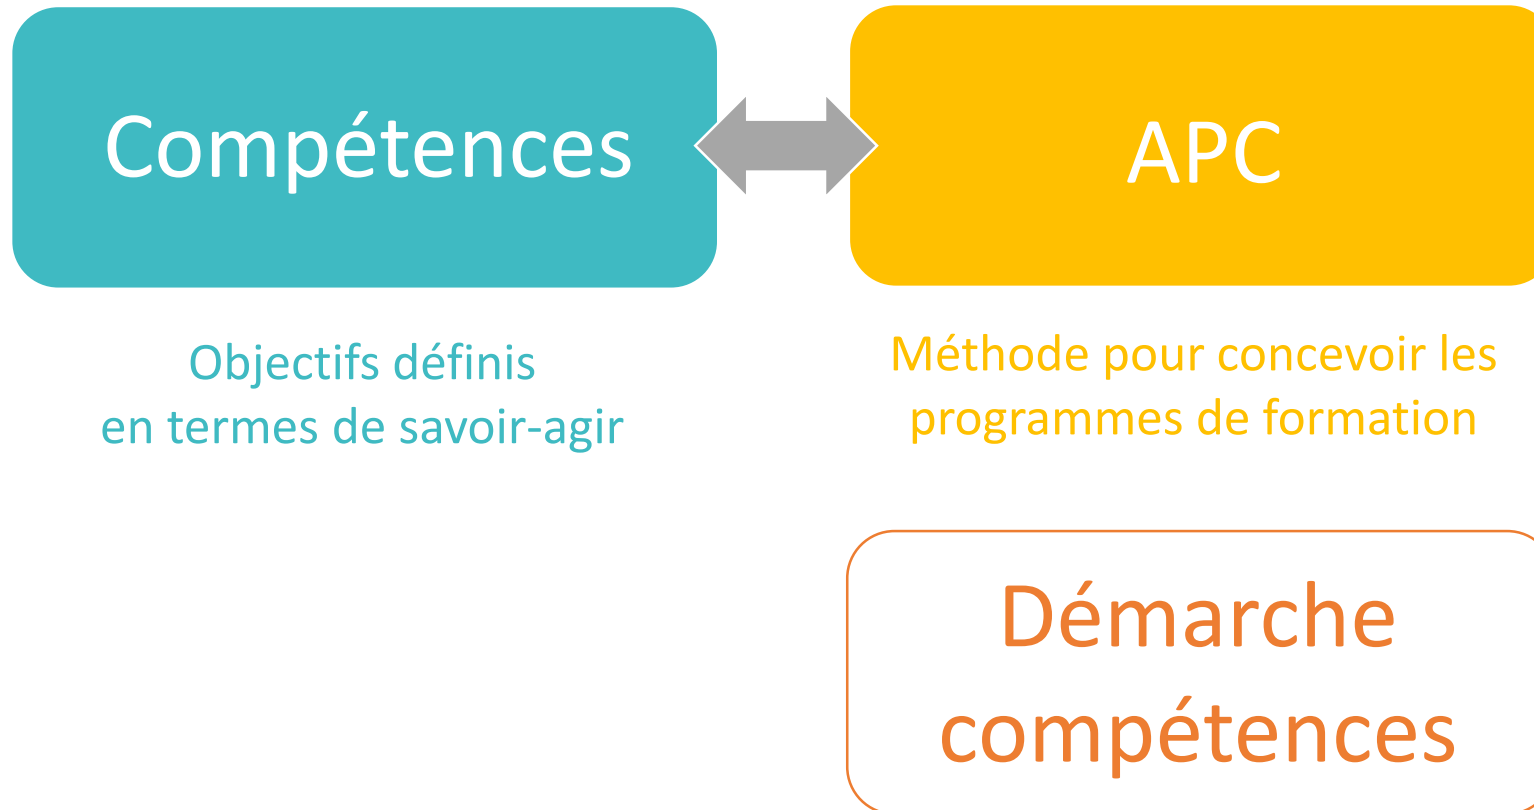 Compétences
APC
Objectifs définis
en termes de savoir-agir
Méthode pour concevoir les
programmes de formation
Démarche
compétences